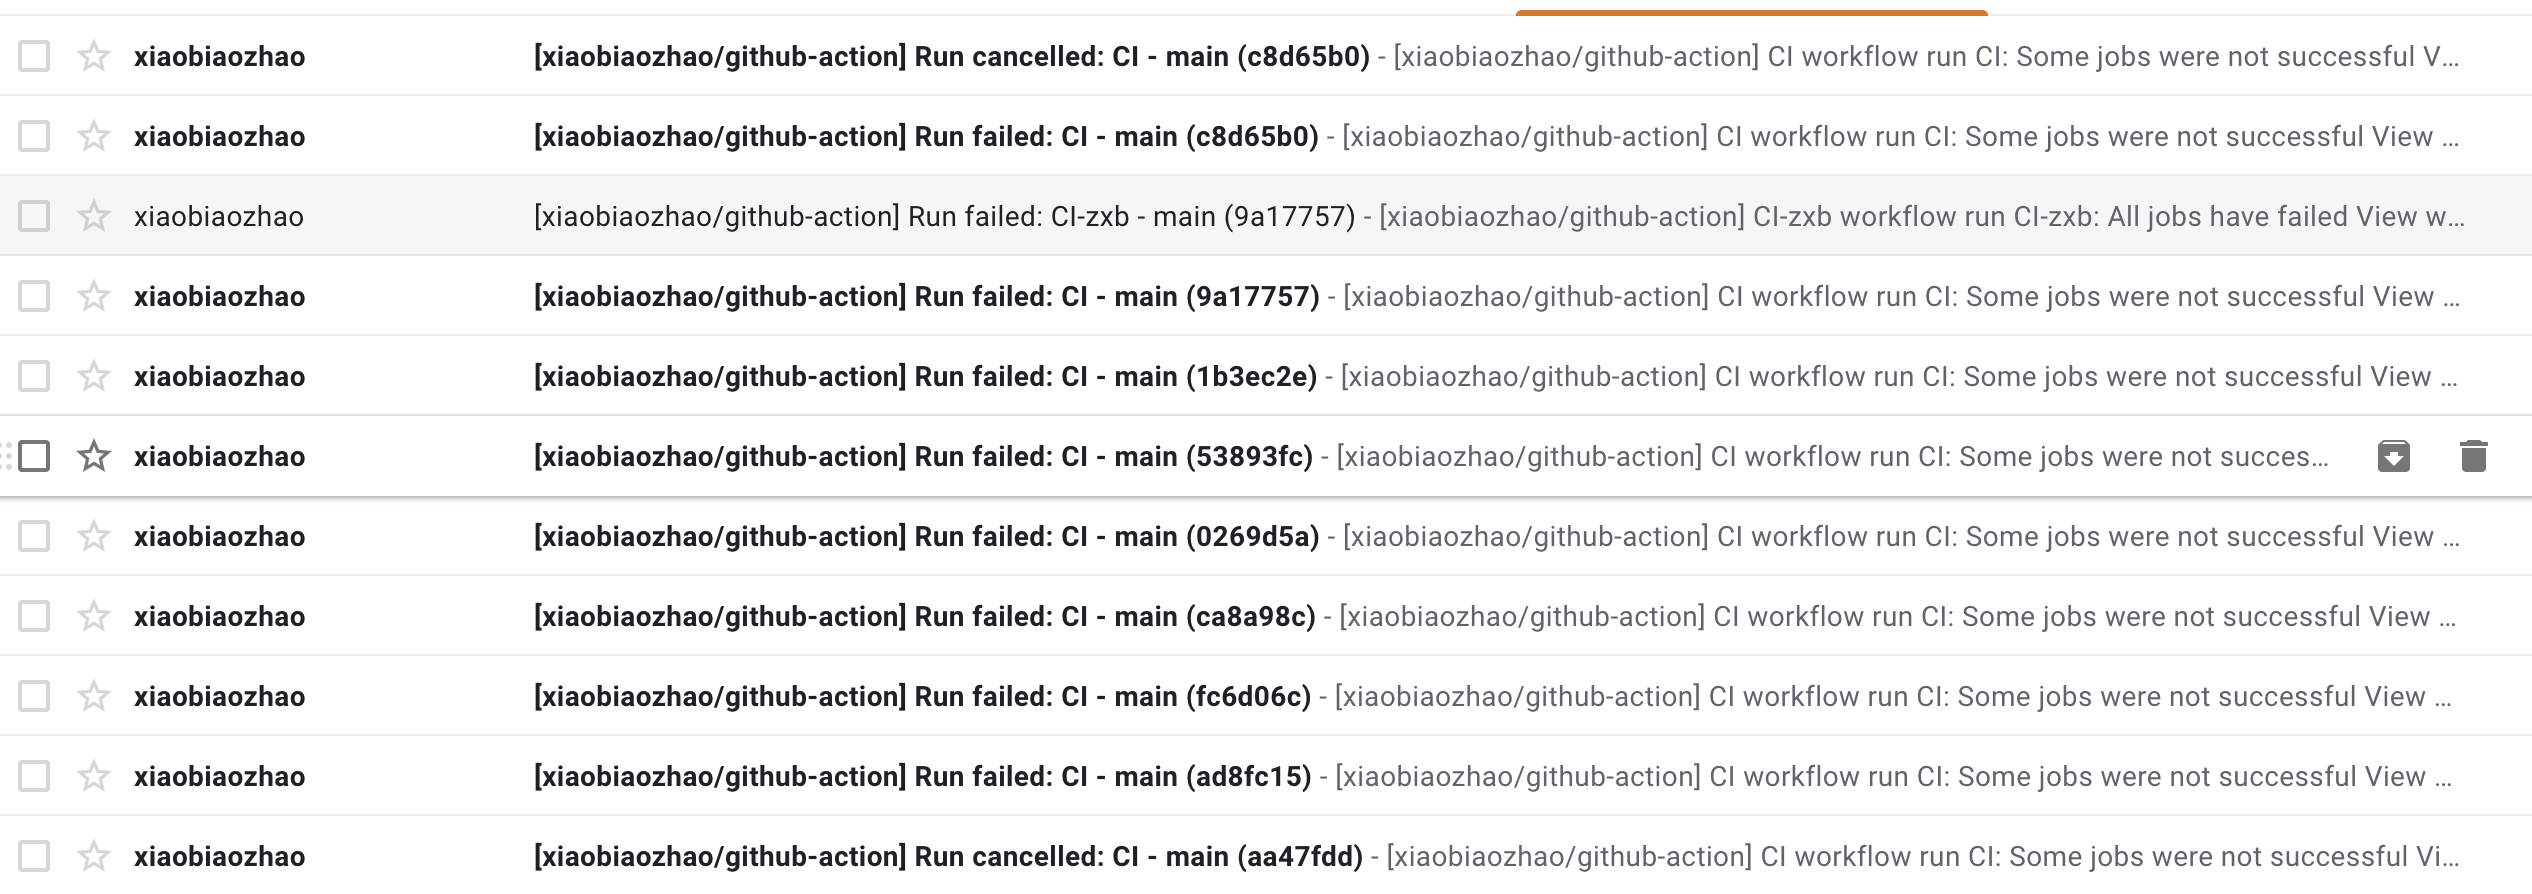 xiaobiaozhao [xiaobiaozhao/github-action] Run cancelled: CI - main (c8d65b0) - [xiaobiaozhao/github-action] CI workflow run CI: Some jobs were not successful V...
xiaobiaozhao [xiaobiaozhao/github-action] Run failed: CI - main (c8d65b0) - [xiaobiaozhao/github-action] CI workflow run CI: Some jobs were not successful View ...
xiaobiaozhao [xiaobiaozhao/github-action] Run failed: CI-zxb - main (9a17757) - [xiaobiaozhao/github-action] CI-zxb workflow run CI-zxb: All jobs have failed View w...
xiaobiaozhao [xiaobiaozhao/github-action] Run failed: CI - main (9a17757) - [xiaobiaozhao/github-action] CI workflow run CI: Some jobs were not successful View ...
xiaobiaozhao [xiaobiaozhao/github-action] Run failed: CI - main (1b3ec2e) - [xiaobiaozhao/github-action] CI workflow run CI: Some jobs were not successful View ...
xiaobiaozhao [xiaobiaozhao/github-action] Run failed: CI - main (53893fc) - [xiaobiaozhao/github-action] CI workflow run CI: Some jobs were not succes...
xiaobiaozhao [xiaobiaozhao/github-action] Run failed: CI - main (0269d5a) - [xiaobiaozhao/github-action] CI workflow run CI: Some jobs were not successful View ...
xiaobiaozhao [xiaobiaozhao/github-action] Run failed: CI - main (ca8a98c) - [xiaobiaozhao/github-action] CI workflow run CI: Some jobs were not successful View ...
xiaobiaozhao [xiaobiaozhao/github-action] Run failed: CI - main (fc6d06c) - [xiaobiaozhao/github-action] CI workflow run CI: Some jobs were not successful View ...
xiaobiaozhao [xiaobiaozhao/github-action] Run failed: CI - main (ad8fc15) - [xiaobiaozhao/github-action] CI workflow run CI: Some jobs were not successful View ...
xiaobiaozhao [xiaobiaozhao/github-action] Run cancelled: CI - main (aa47fdd) - [xiaobiaozhao/github-action] CI workflow run CI: Some jobs were not successful Vi...